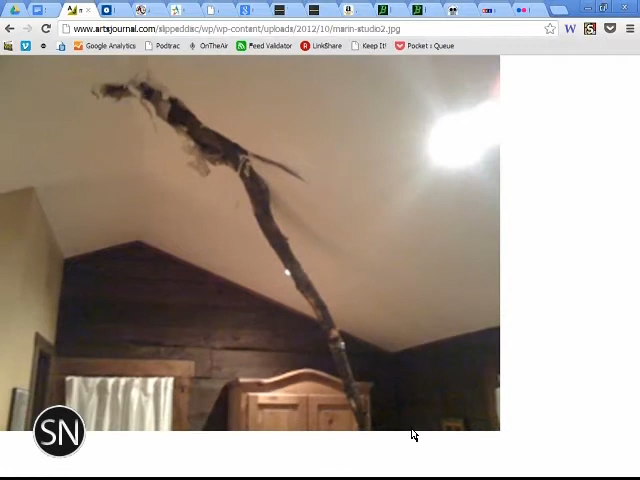 www.artsjournal.com/slippeddisc/wp/wp-content/uploads/2012/10/marin-studio2.jpg
Google Analytics
Podtrac
OnTheAir
Feed Validator
LinkShare
Keep It!
Pocket :: Queue
SN